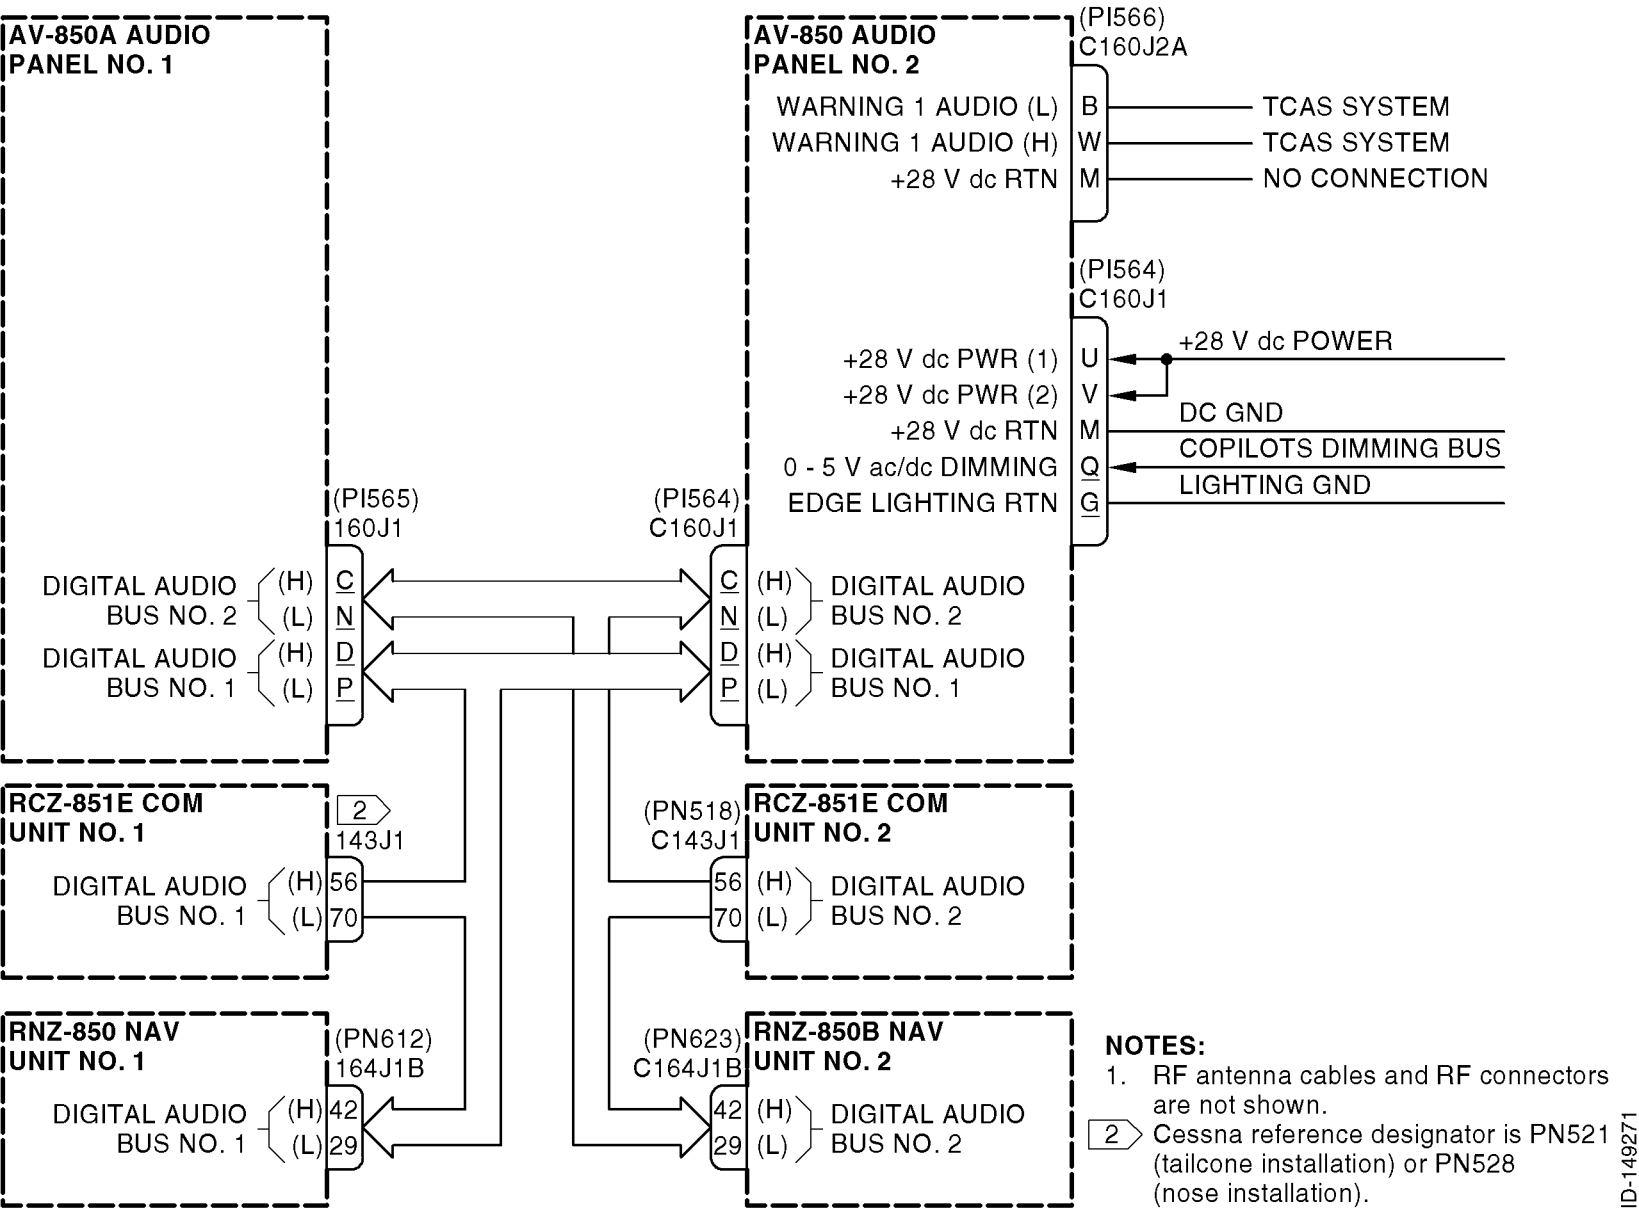 AV-850A AUDIO
PANEL NO. 1
DIGITAL AUDIO
BUS NO. 2
(H)
(L)
DIGITAL AUDIO
BUS NO. 1
(H)
(L)
(PI565)
160J1
C
N
D
P
AV-850 AUDIO
PANEL NO. 2
(PI566)
C160J2A
WARNING 1 AUDIO (L) B TCAS SYSTEM
WARNING 1 AUDIO (H) W TCAS SYSTEM
+28 V dc RTN M NO CONNECTION
(PI564)
C160J1
+28 V dc POWER
+28 V dc PWR (1) U
+28 V dc PWR (2) V
DC GND
+28 V dc RTN M
COPILOTS DIMMING BUS
0 - 5 V ac/dc DIMMING Q
LIGHTING GND
EDGE LIGHTING RTN G
(PI564)
C160J1
C (H)
N (L)
DIGITAL AUDIO
BUS NO. 2
D (H)
P (L)
DIGITAL AUDIO
BUS NO. 1
RCZ-851E COM
UNIT NO. 1
2
143J1
DIGITAL AUDIO
BUS NO. 1
(H) 56
(L) 70
(PN518)
C143J1
RCZ-851E COM
UNIT NO. 2
56 (H)
70 (L)
DIGITAL AUDIO
BUS NO. 2
RNZ-850 NAV
UNIT NO. 1
(PN612)
164J1B
DIGITAL AUDIO
BUS NO. 1
(H) 42
(L) 29
(PN623)
C164J1B
RNZ-850B NAV
UNIT NO. 2
42 (H)
29 (L)
DIGITAL AUDIO
BUS NO. 2
NOTES:
1. RF antenna cables and RF connectors
are not shown.
2 Cessna reference designator is PN521
(tailcone installation) or PN528
(nose installation).
ID-149271